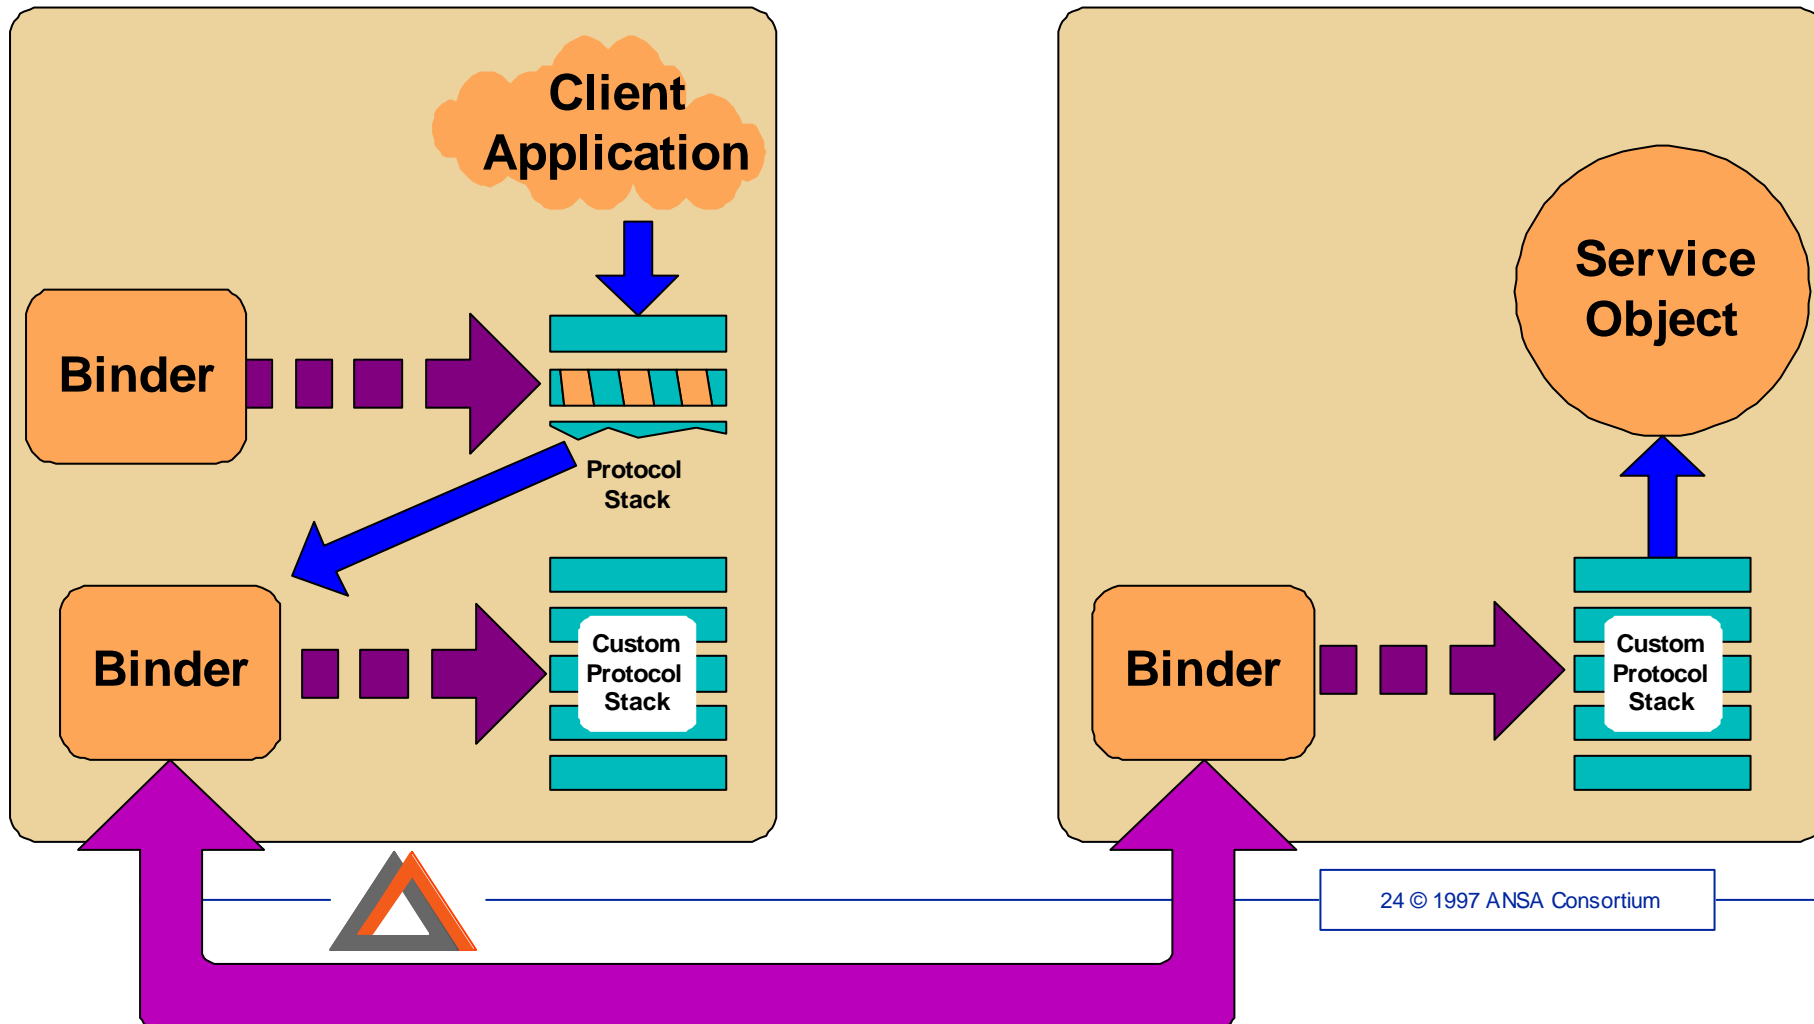 Client
Application
Binder
Protocol
Stack
Binder
Custom
Protocol
Stack
Service
Object
Binder
Custom
Protocol
Stack
24 © 1997 ANSA Consortium